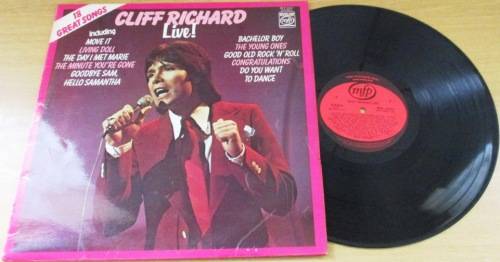 18
GREAT SONGS
CLIFF RICHARD
Live!
including
MOVE IT
LIVING DOLL
THE DAY I MET MARIE
THE MINUTE YOU'RE GONE
GOODBYE SAM,
HELLO SAMANTHA
BACHELOR BOY
THE YOUNG ONES
GOOD OLD ROCK 'N' ROLL
CONGRATULATIONS
DO YOU WANT
TO DANCE
mfp
mfp